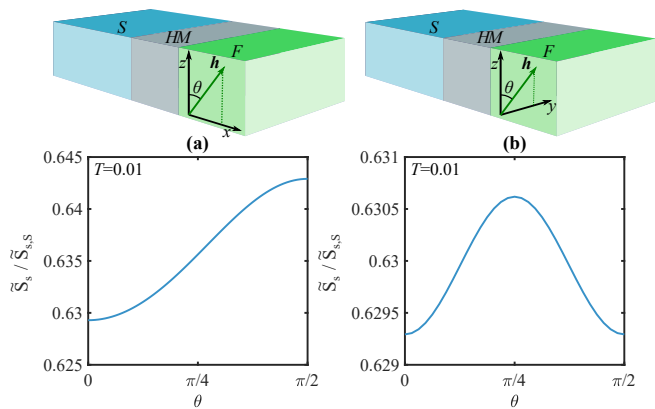 S HM F
z h θ x
S HM F
z h θ y
(a) (b)
T=0.01
0.645
0.64
0.635
0.63
0.625
S̃s / S̃s,S
0 π/4 π/2
θ
T=0.01
0.631
0.6305
0.63
0.6295
0.629
S̃s / S̃s,S
0 π/4 π/2
θ